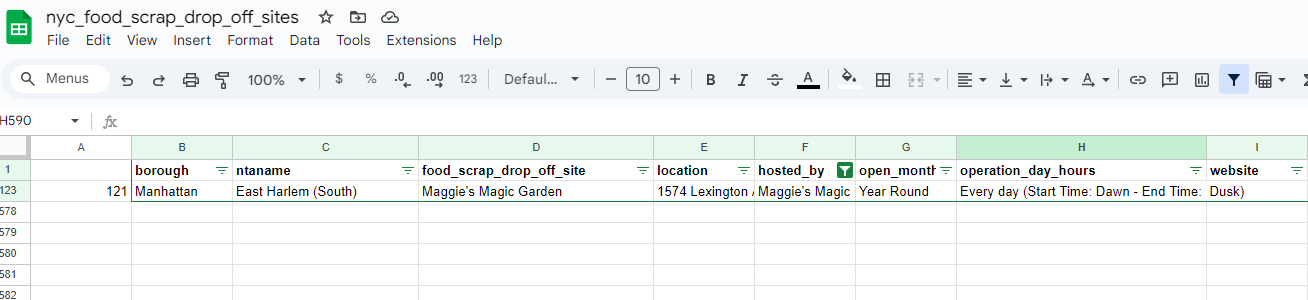 nyc_food_scrap_drop_off_sites
File Edit View Insert Format Data Tools Extensions Help
Menus 100% $ % .0 .00 123 Defaul... 10 B I A A
H590 fx
A B C D E F G H I
1 borough ntaname food_scrap_drop_off_site location hosted_by open_month operation_day_hours website
123 121 Manhattan East Harlem (South) Maggie's Magic Garden 1574 Lexington Maggie's Magic Year Round Every day (Start Time: Dawn - End Time: Dusk)
578
579
580
581
582